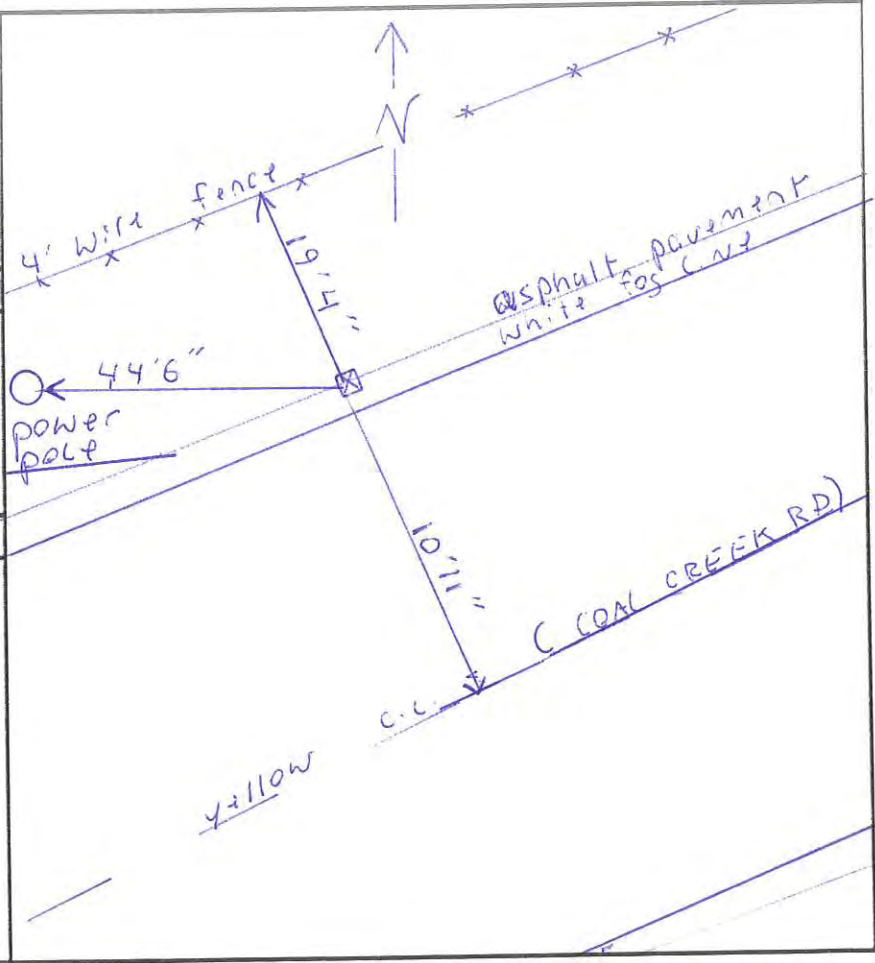 N
4' wire fence
19'4"
asphalt pavement
white fog line
44'6"
power
pole
10'11"
( COAL CREEK RD)
yellow c.c.